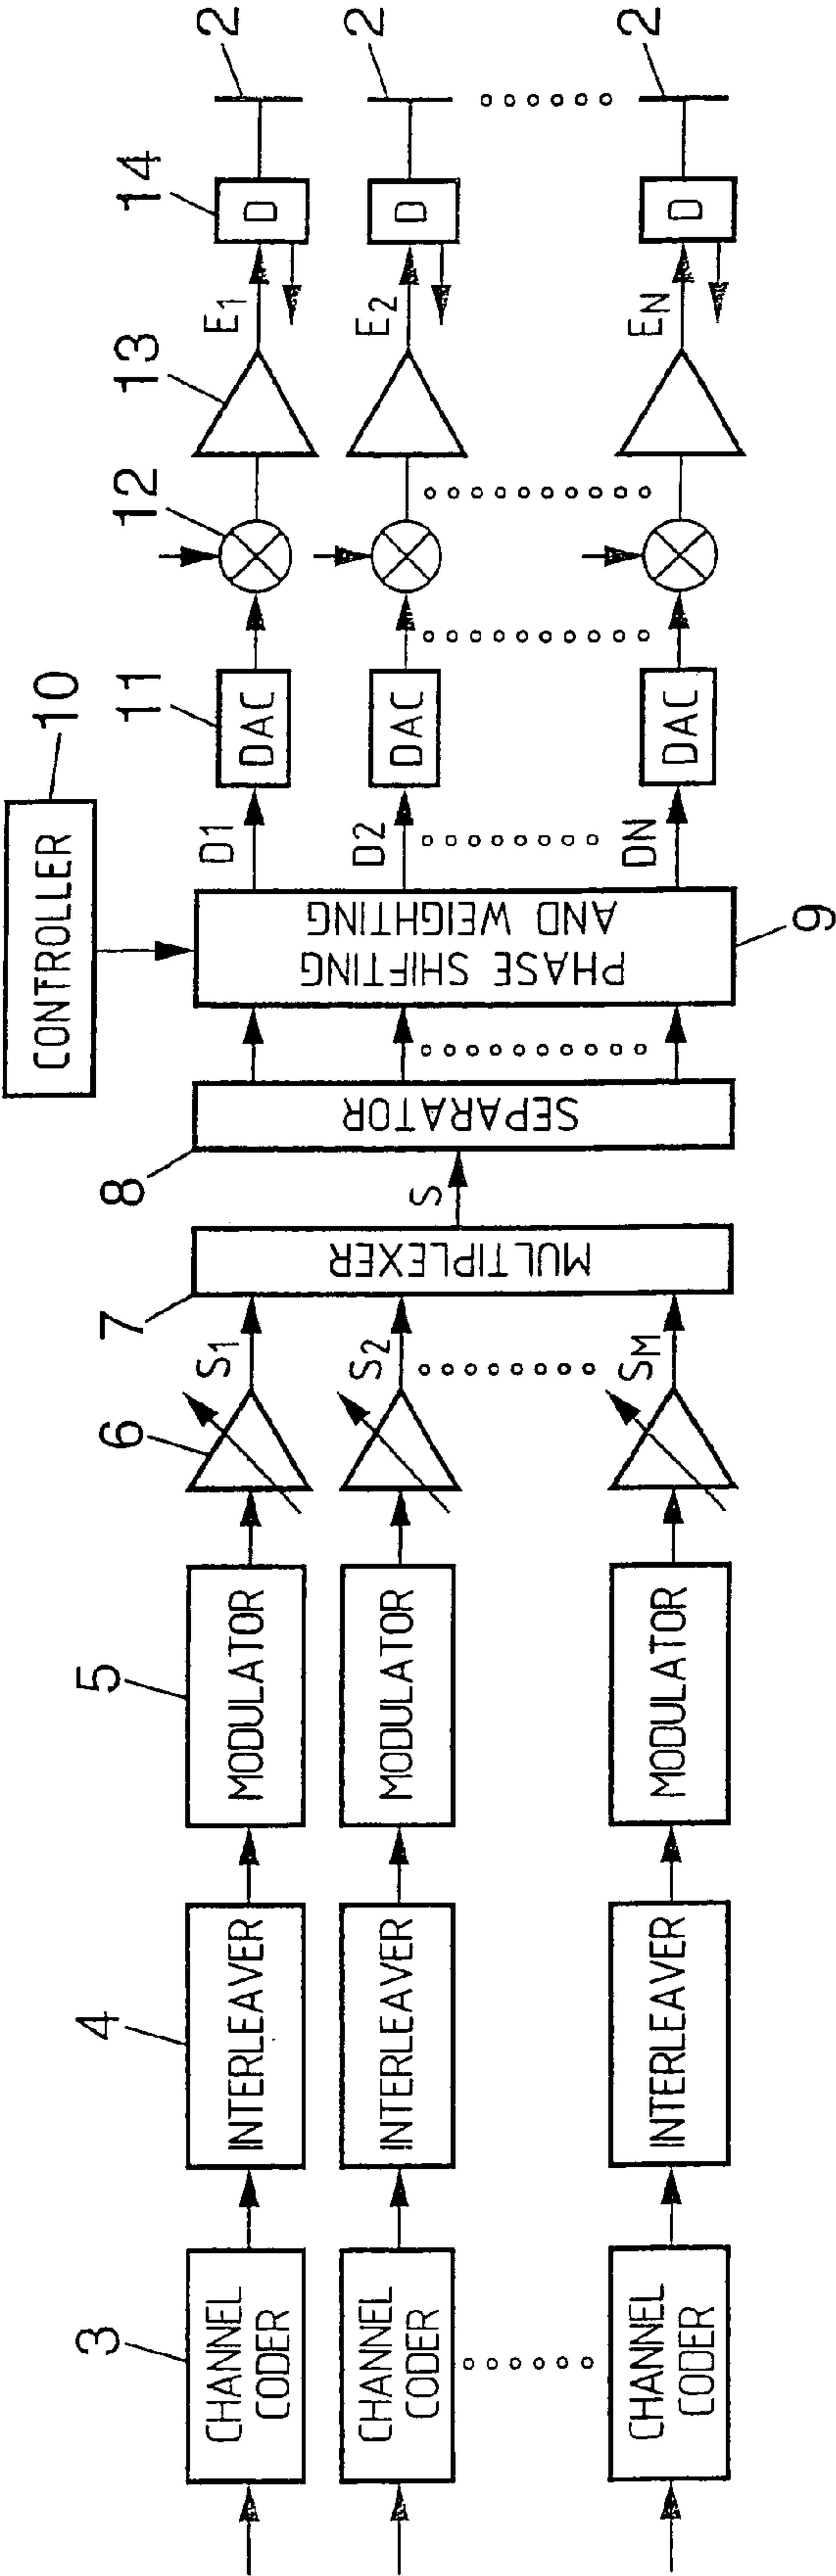 CONTROLLER
10
3
4
5
6
7
8
11
12
13
14
2
CHANNEL
CODER
INTERLEAVER
MODULATOR
S1
MULTIPLEXER
S
SEPARATOR
PHASE SHIFTING
AND WEIGHTING
D1
DAC
E1
D
CHANNEL
CODER
INTERLEAVER
MODULATOR
S2
D2
DAC
E2
D
2
CHANNEL
CODER
INTERLEAVER
MODULATOR
SM
DN
DAC
EN
D
2
9